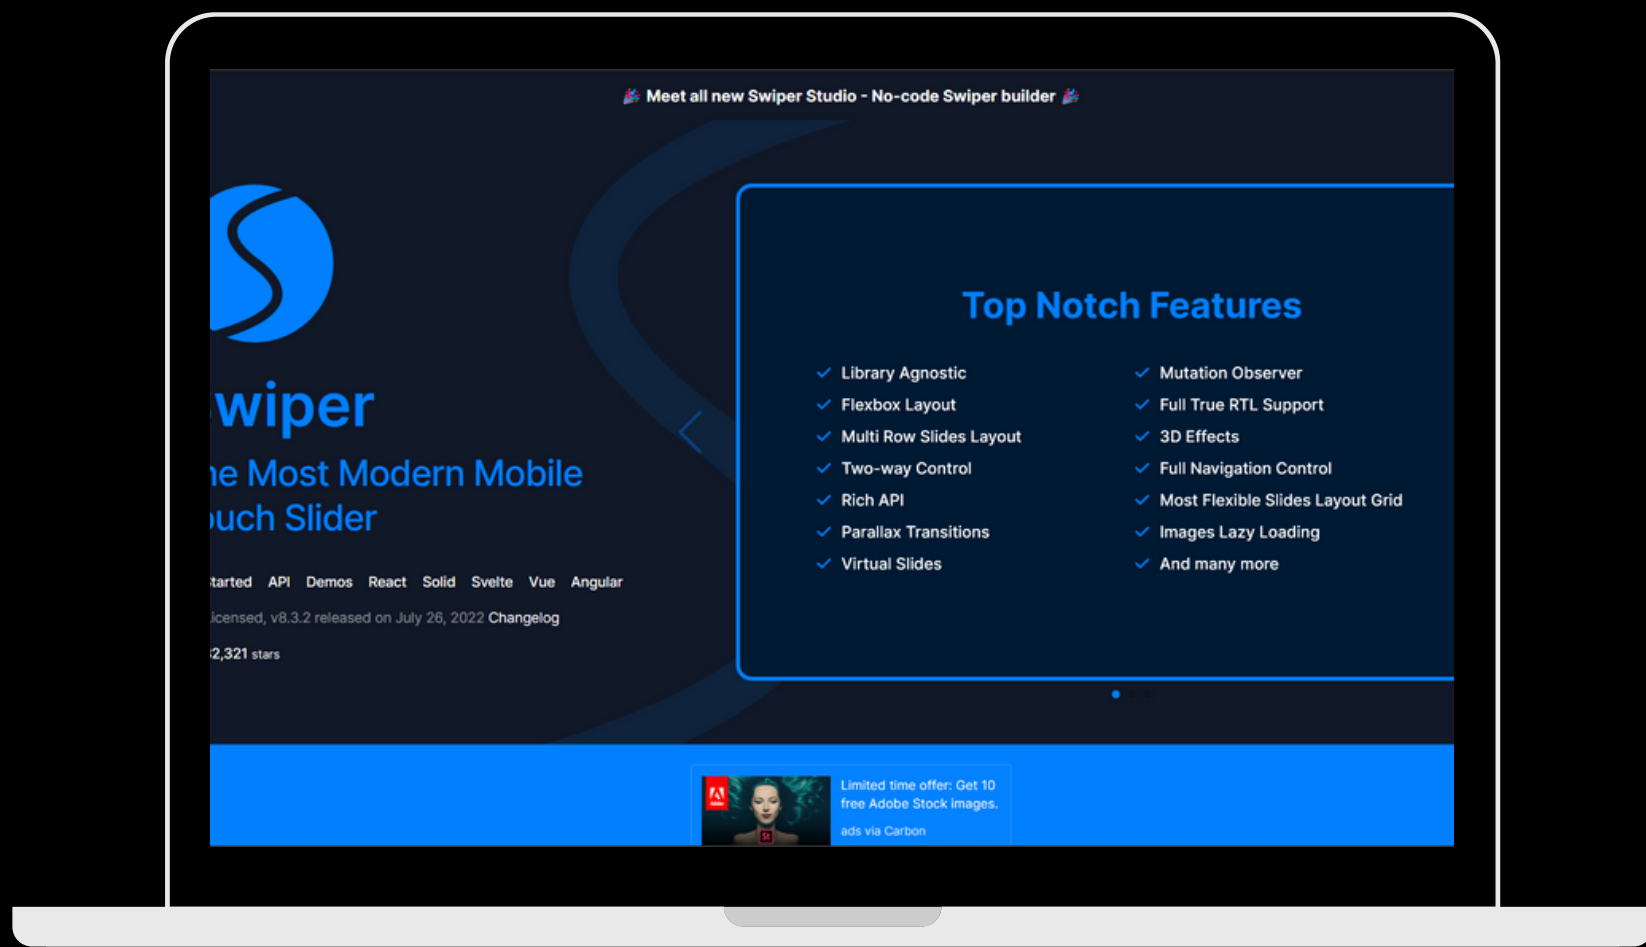 🎉 Meet all new Swiper Studio - No-code Swiper builder 🎉
wiper
Most Modern Mobile
Slider
API Demos React Solid Svelte Vue Angular
v8.3.2 released on July 26, 2022 Changelog
2,321 stars
Top Notch Features
Library Agnostic
Flexbox Layout
Multi Row Slides Layout
Two-way Control
Rich API
Parallax Transitions
Virtual Slides
Mutation Observer
Full True RTL Support
3D Effects
Full Navigation Control
Most Flexible Slides Layout Grid
Images Lazy Loading
And many more
Adobe
St
Limited time offer: Get 10
free Adobe Stock images.
ads via Carbon